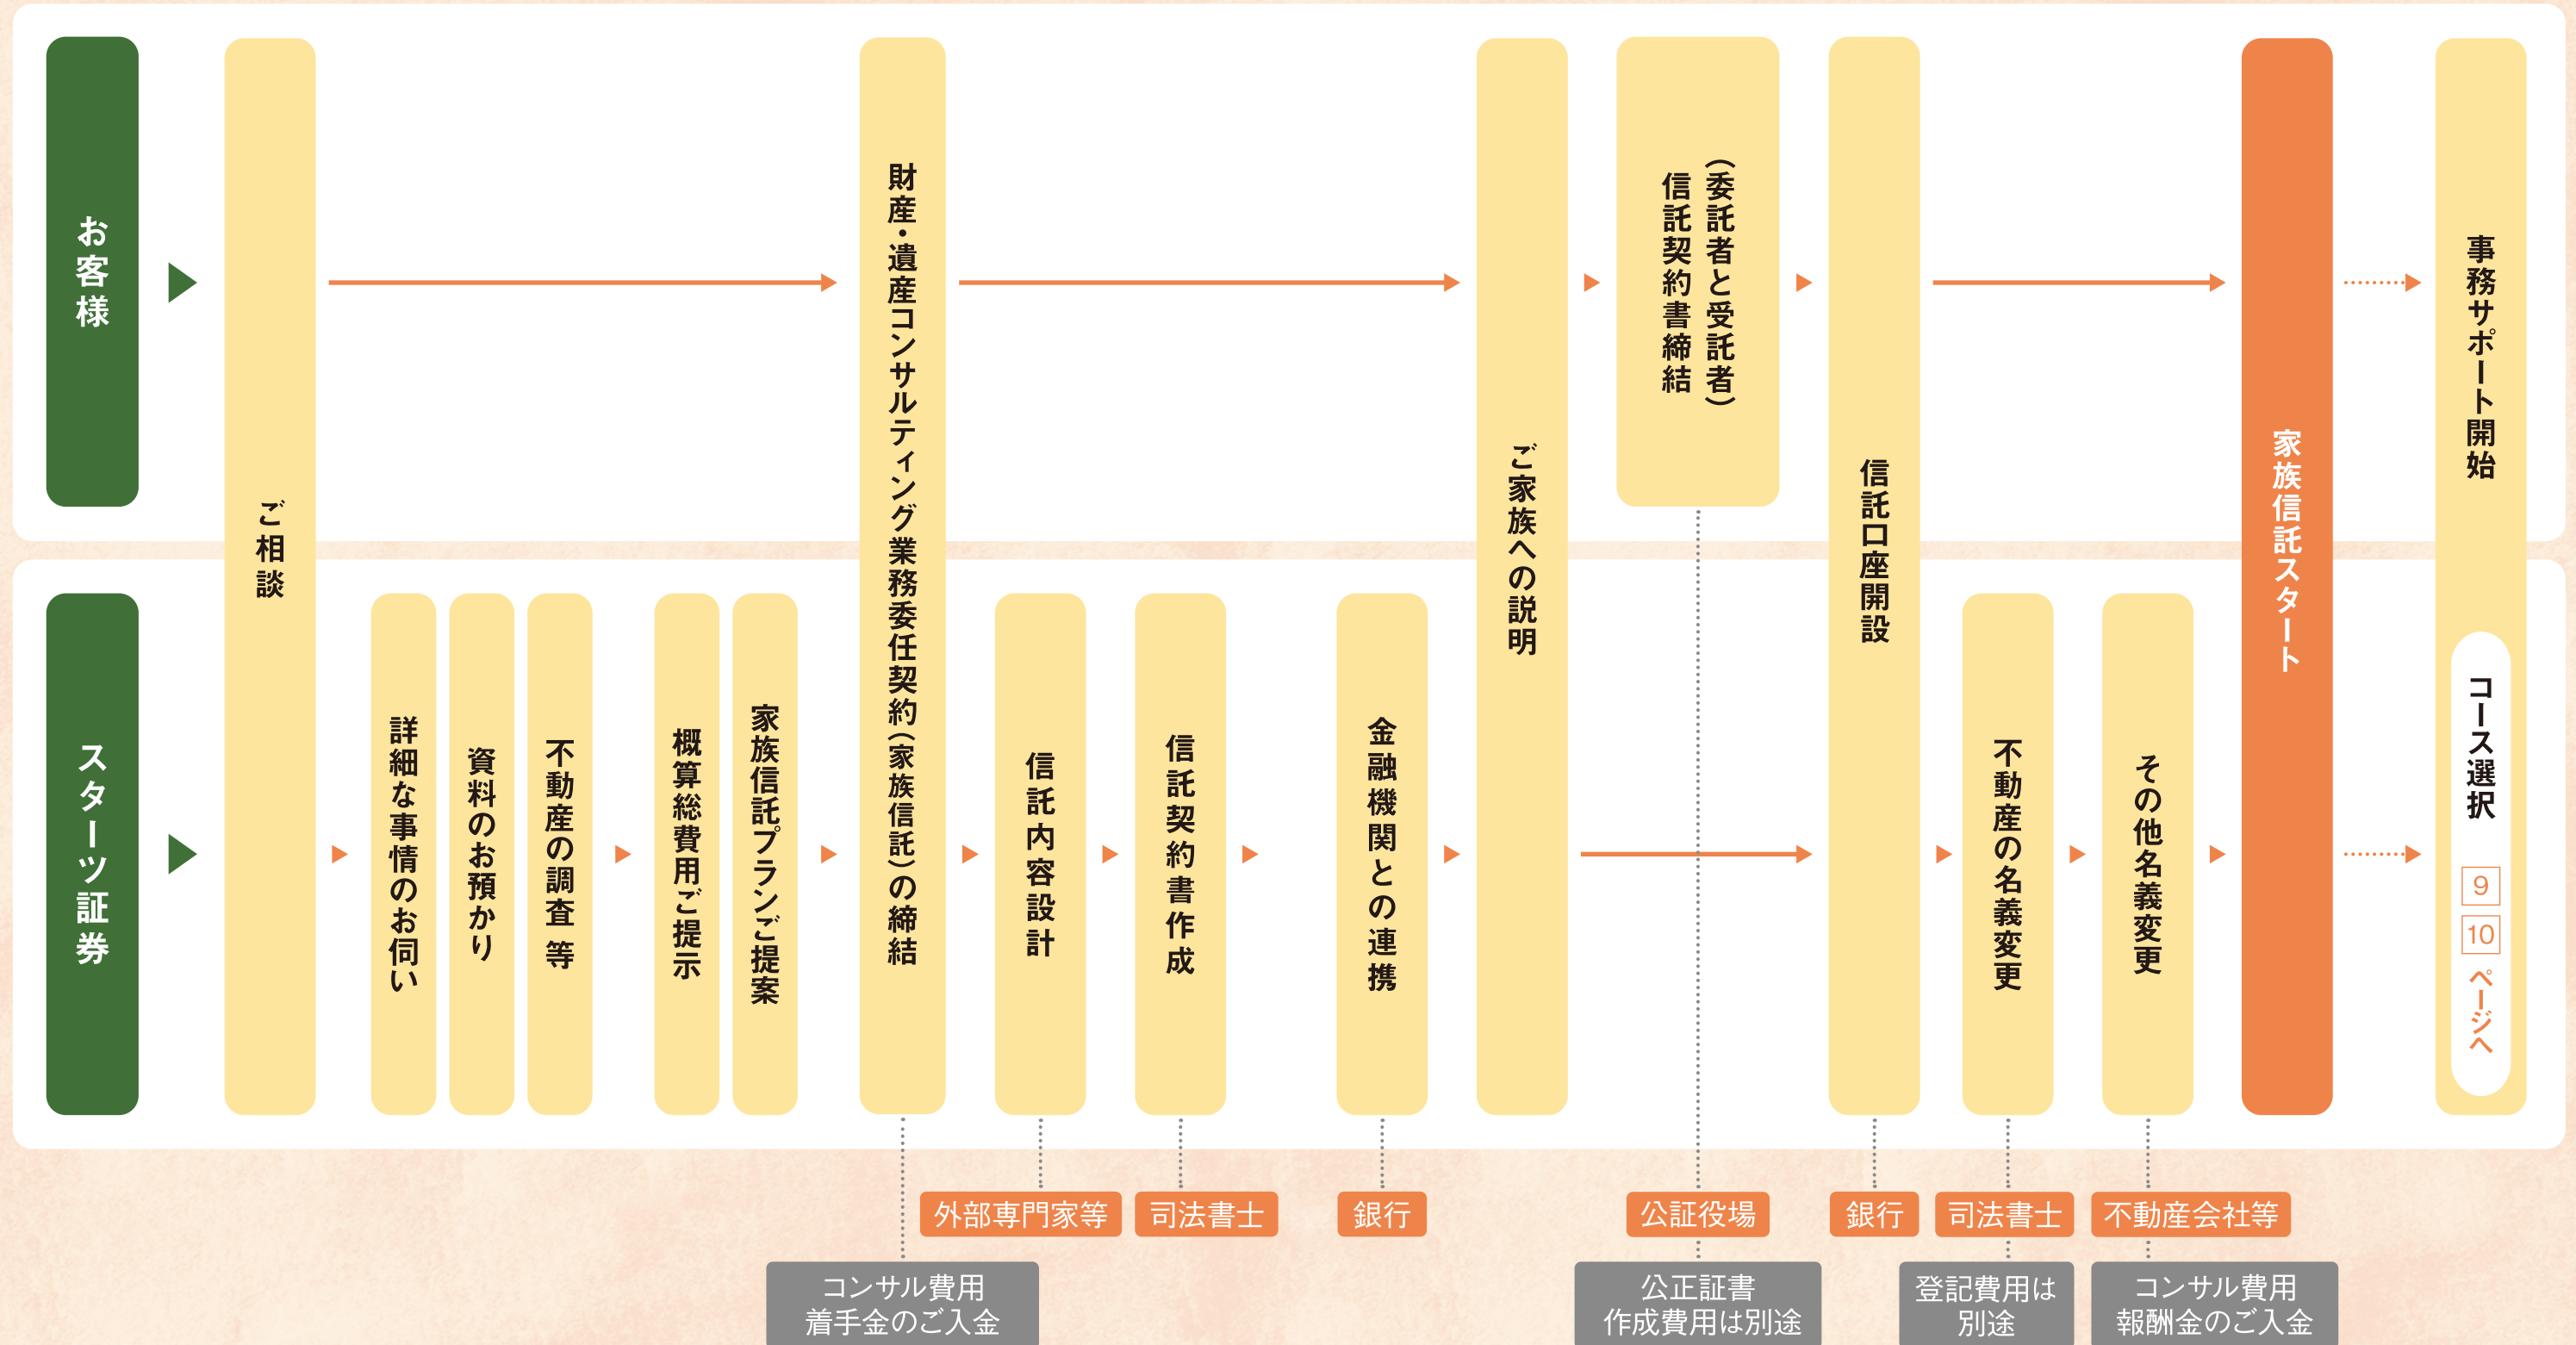 お客様
スターツ証券
ご相談
詳細な事情のお伺い
資料のお預かり
不動産の調査 等
概算総費用ご提示
家族信託プランご提案
財産・遺産コンサルティング業務委任契約(家族信託)の締結
信託内容設計
信託契約書作成
金融機関との連携
ご家族への説明
(委託者と受託者)
信託契約書締結
信託口座開設
不動産の名義変更
その他名義変更
家族信託スタート
事務サポート開始
コース選択
9
10
ページへ
外部専門家等
司法書士
銀行
公証役場
銀行
司法書士
不動産会社等
コンサル費用
着手金のご入金
公正証書
作成費用は別途
登記費用は
別途
コンサル費用
報酬金のご入金